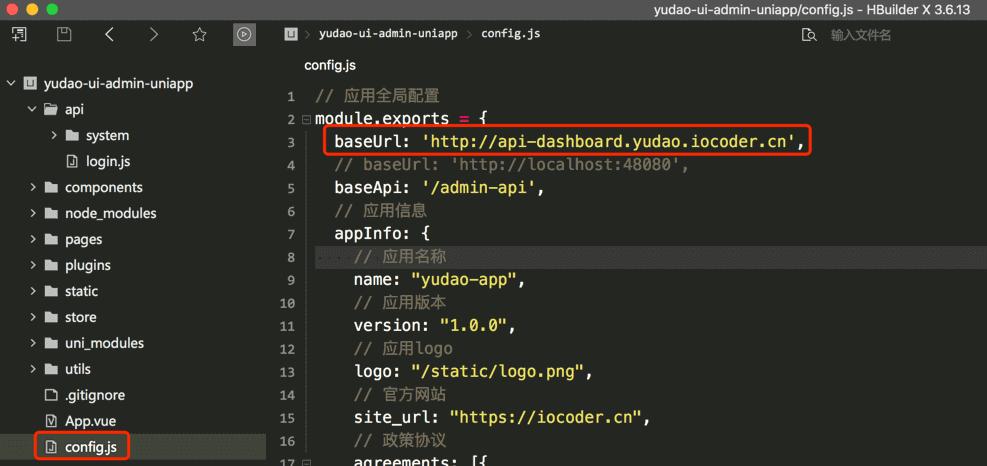 yudao-ui-admin-uniapp/config.js - HBuilder X 3.6.13
yudao-ui-admin-uniapp > config.js
输入文件名
yudao-ui-admin-uniapp
api
system
login.js
components
node_modules
pages
plugins
static
store
uni_modules
utils
.gitignore
App.vue
config.js
config.js
1 // 应用全局配置
2 module.exports = {
3 baseUrl: 'http://api-dashboard.yudao.iocoder.cn',
4 // baseUrl: 'http://localhost:48080',
5 baseApi: '/admin-api',
6 // 应用信息
7 appInfo: {
8 // 应用名称
9 name: "yudao-app",
10 // 应用版本
11 version: "1.0.0",
12 // 应用logo
13 logo: "/static/logo.png",
14 // 官方网站
15 site_url: "https://iocoder.cn",
16 // 政策协议
17 agreements: [{